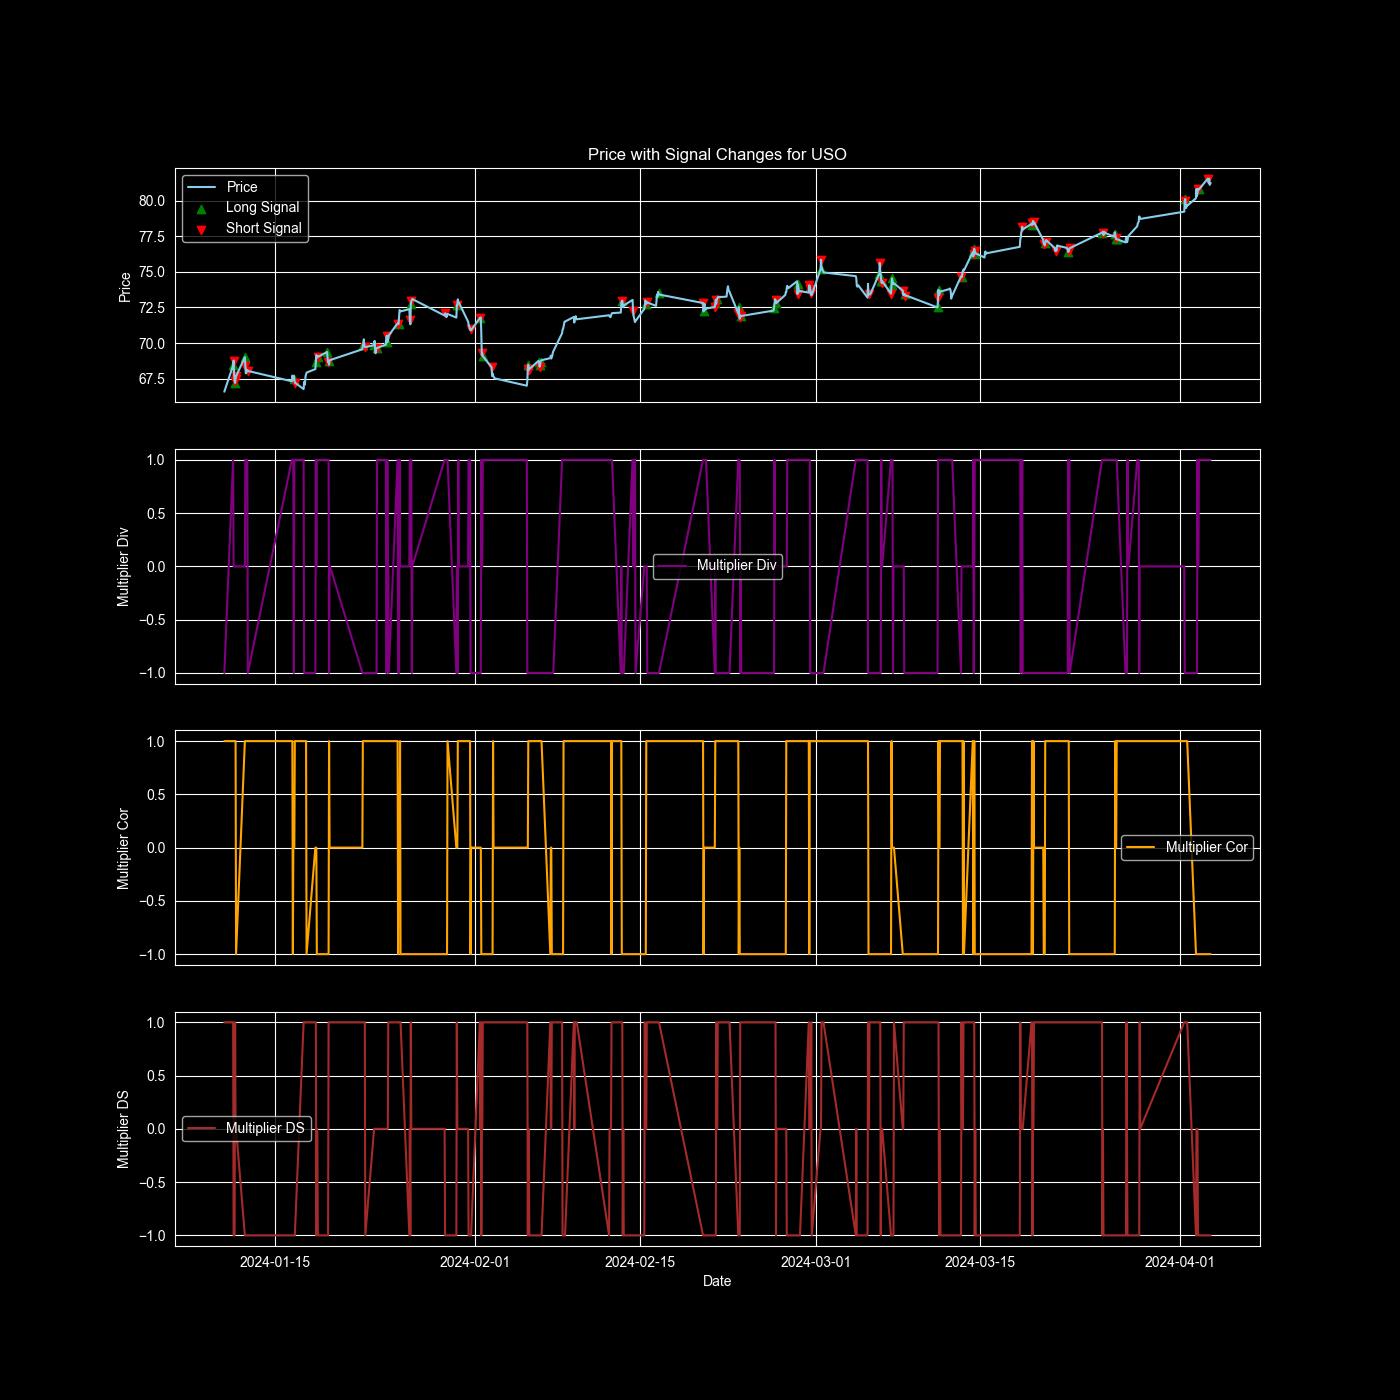 Price with Signal Changes for USO
Price
Long Signal
Short Signal
Price
80.0
77.5
75.0
72.5
70.0
67.5
Multiplier Div
1.0
0.5
0.0
−0.5
−1.0
Multiplier Div
Multiplier Cor
1.0
0.5
0.0
−0.5
−1.0
Multiplier Cor
Multiplier DS
1.0
0.5
0.0
−0.5
−1.0
Multiplier DS
2024-01-15 2024-02-01 2024-02-15 2024-03-01 2024-03-15 2024-04-01
Date